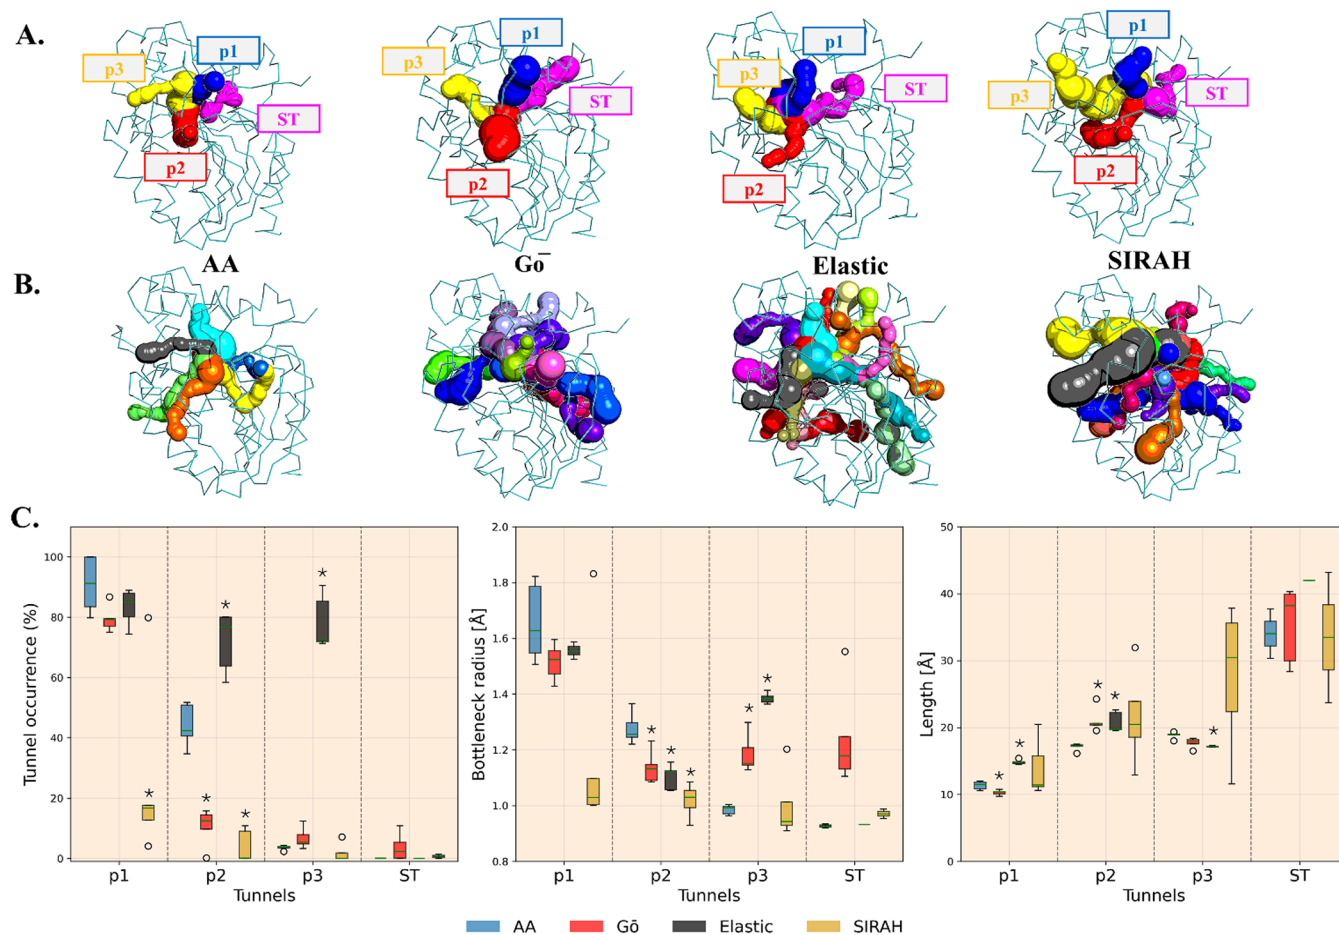 A.
p1
p3
ST
p2
p1
p3
ST
p2
p1
p3
ST
p2
p1
p3
ST
p2
AA
Gō
Elastic
SIRAH
B.
C.
Tunnel occurrence (%)
100
80
60
40
20
0
p1
p2
p3
ST
Tunnels
Bottleneck radius [Å]
2.0
1.8
1.6
1.4
1.2
1.0
0.8
p1
p2
p3
ST
Tunnels
Length [Å]
50
40
30
20
10
0
p1
p2
p3
ST
Tunnels
AA
Gō
Elastic
SIRAH